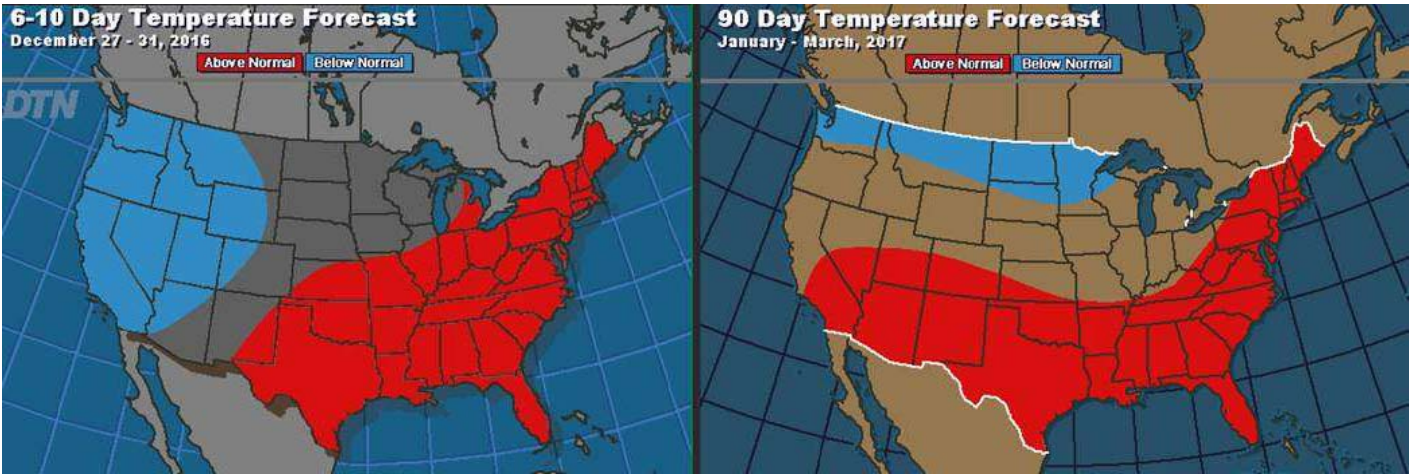 6-10 Day Temperature Forecast
December 27 - 31, 2016
Above Normal Below Normal
DTN
90 Day Temperature Forecast
January - March, 2017
Above Normal Below Normal